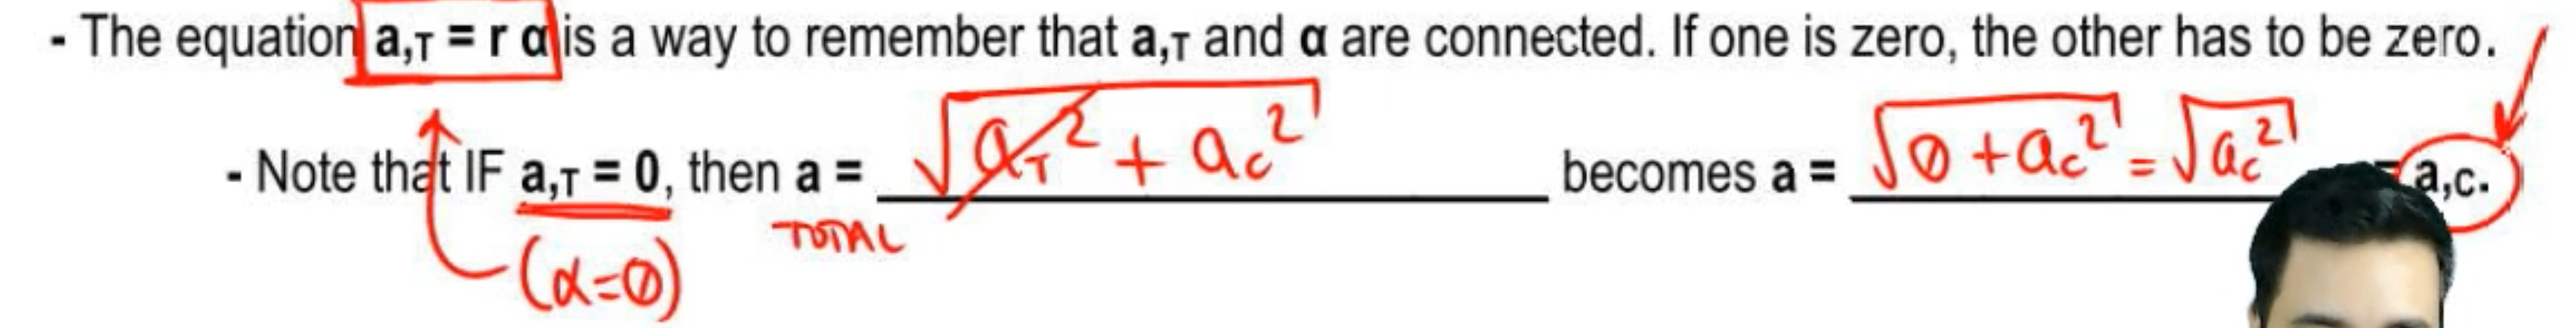 - The equation a,T = r α is a way to remember that a,T and α are connected. If one is zero, the other has to be zero.
- Note that IF a,T = 0, then a = √(aT² + ac²) becomes a = √(0 + ac²) = √(ac²) = a,c.
TOTAL
(α=0)